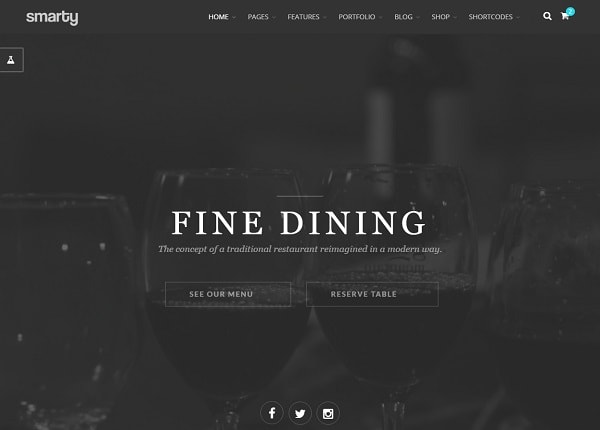 smarty
HOME PAGES FEATURES PORTFOLIO BLOG SHOP SHORTCODES
2
FINE DINING
The concept of a traditional restaurant reimagined in a modern way.
SEE OUR MENU RESERVE TABLE